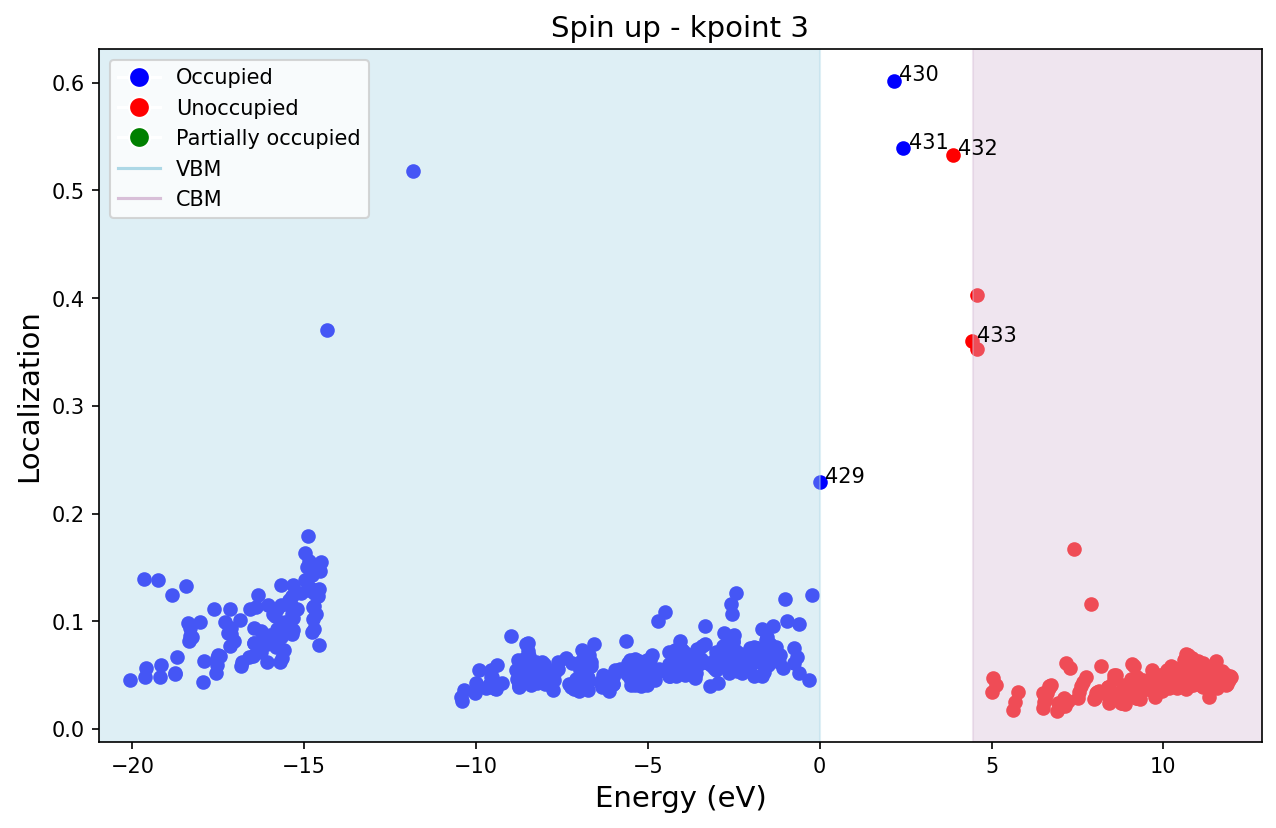 Spin up - kpoint 3
Occupied
Unoccupied
Partially occupied
VBM
CBM
430
431
432
433
429
0.6
0.5
0.4
0.3
0.2
0.1
0.0
Localization
−20
−15
−10
−5
0
5
10
Energy (eV)